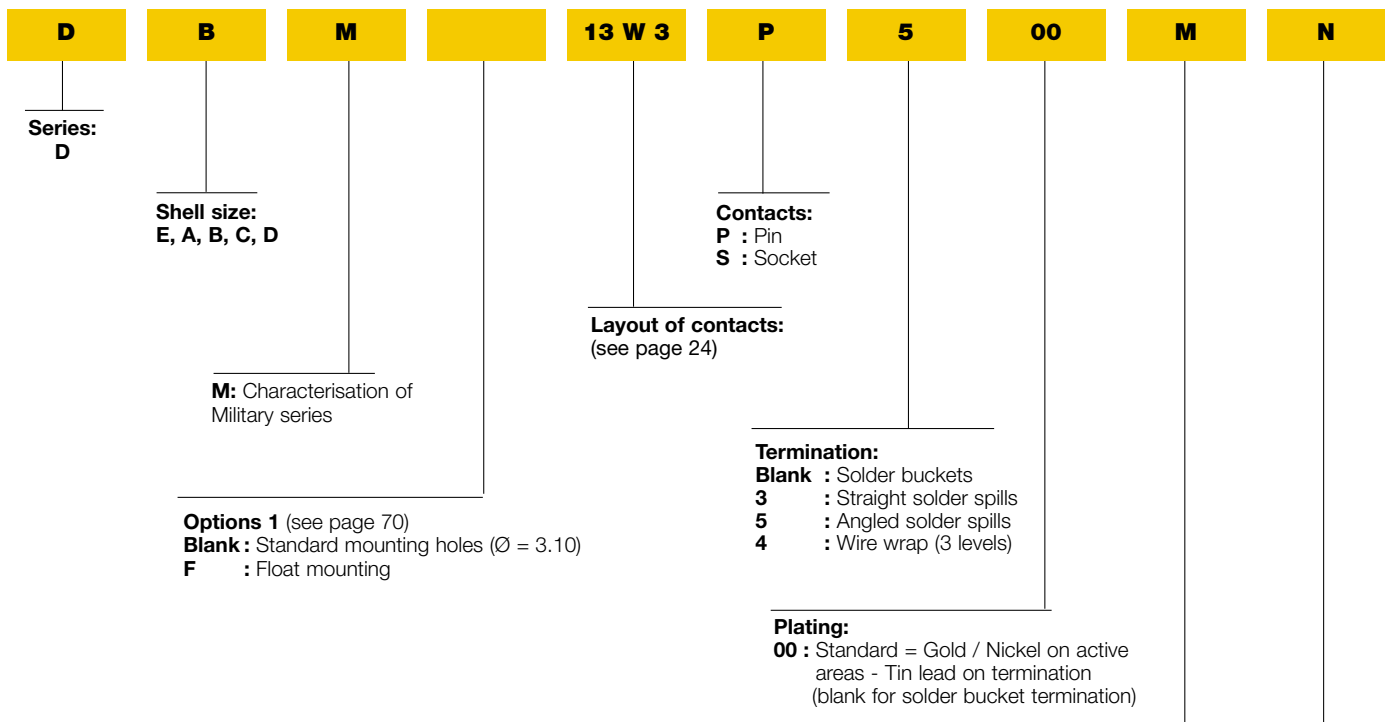 D B M 13 W 3 P 5 00 M N
Series:
D
Shell size:
E, A, B, C, D
Contacts:
P : Pin
S : Socket
Layout of contacts:
(see page 24)
M: Characterisation of
Military series
Termination:
Blank : Solder buckets
3 : Straight solder spills
5 : Angled solder spills
4 : Wire wrap (3 levels)
Options 1 (see page 70)
Blank : Standard mounting holes (Ø = 3.10)
F : Float mounting
Plating:
00 : Standard = Gold / Nickel on active
areas - Tin lead on termination
(blank for solder bucket termination)